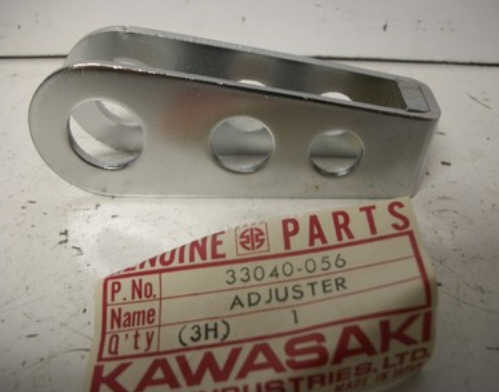 GENUINE PARTS
P. No. 33040-056
Name ADJUSTER
Q'ty (3H) 1
KAWASAKI
INDUSTRIES, LTD.